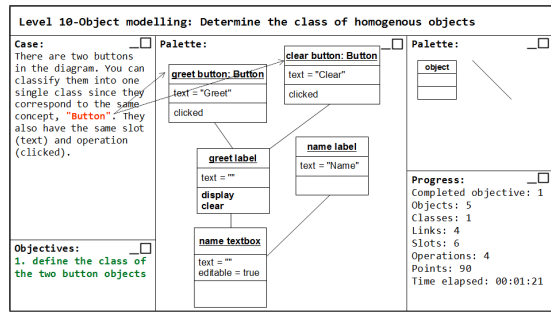 Level 10-Object modelling: Determine the class of homogenous objects
Case:
There are two buttons
in the diagram. You can
classify them into one
single class since they
correspond to the same
concept, "Button". They
also have the same slot
(text) and operation
(clicked).
Objectives:
1. define the class of
the two button objects
Palette:
greet button: Button
text = "Greet"
clicked
clear button: Button
text = "Clear"
clicked
greet label
text = ""
display
clear
name label
text = "Name"
name textbox
text = ""
editable = true
Palette:
object
Progress:
Completed objective: 1
Objects: 5
Classes: 1
Links: 4
Slots: 6
Operations: 4
Points: 90
Time elapsed: 00:01:21